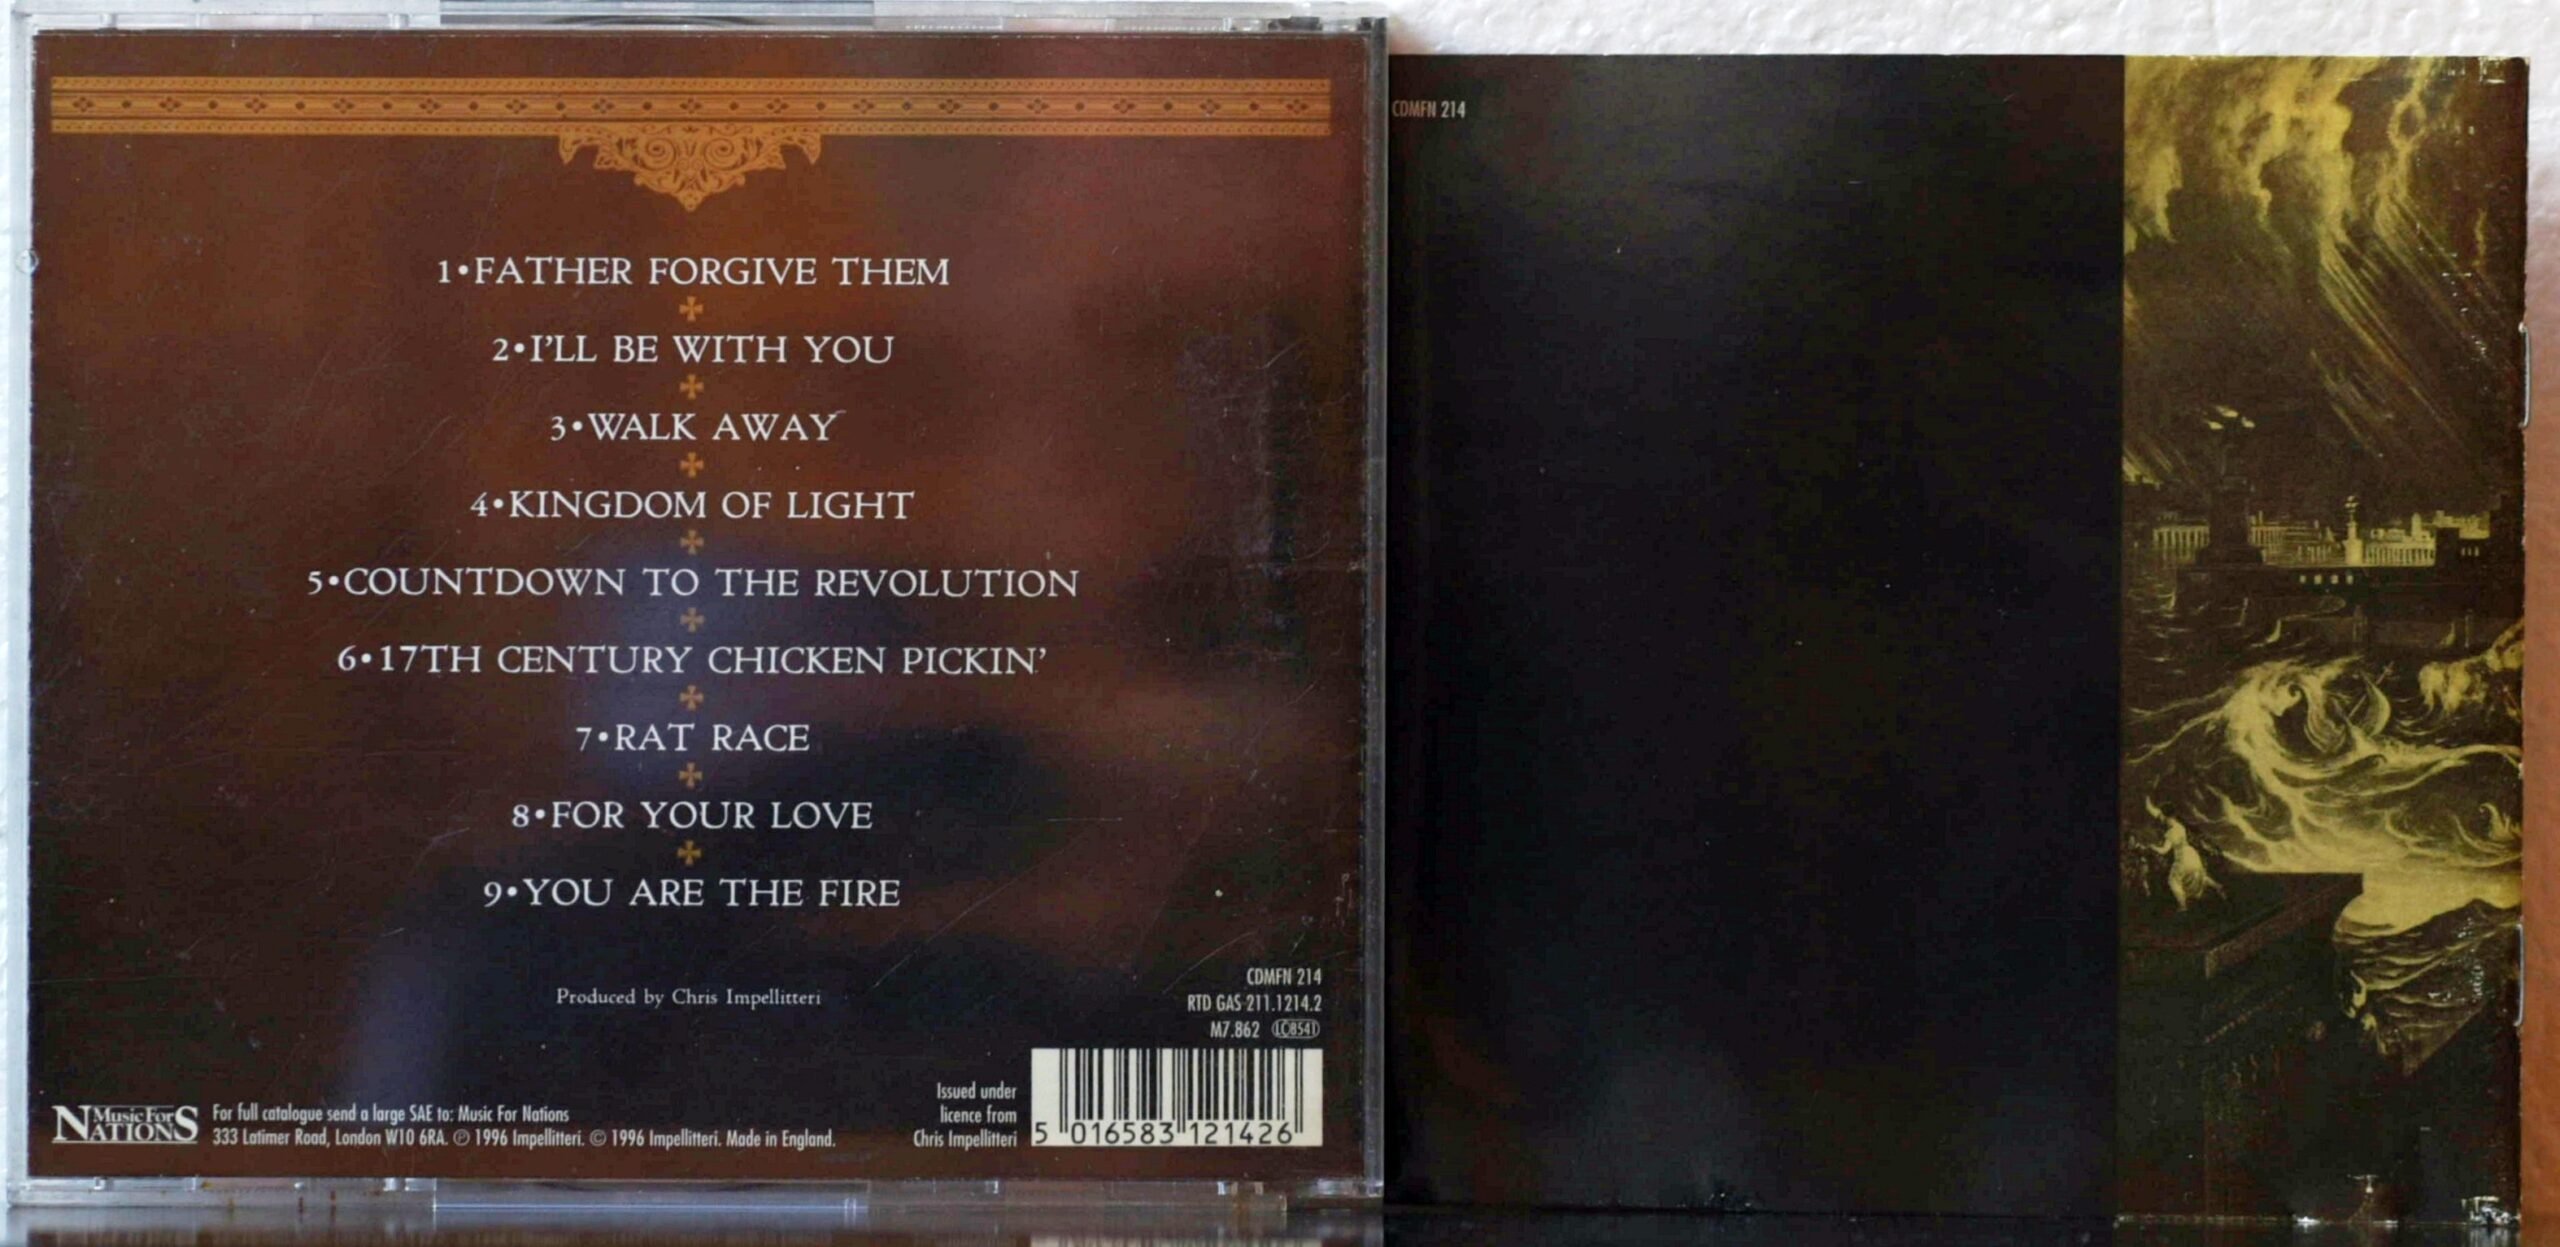 1•FATHER FORGIVE THEM
2•I'LL BE WITH YOU
3•WALK AWAY
4•KINGDOM OF LIGHT
5•COUNTDOWN TO THE REVOLUTION
6•17TH CENTURY CHICKEN PICKIN'
7•RAT RACE
8•FOR YOUR LOVE
9•YOU ARE THE FIRE
Produced by Chris Impellitteri
CDMFN 214
RTD GAS 211.1214.2
M7.862 LC8541
Music For
NATIONS
For full catalogue send a large SAE to: Music For Nations
333 Latimer Road, London W10 6RA. ℗ 1996 Impellitteri. © 1996 Impellitteri. Made in England.
Issued under
licence from
Chris Impellitteri
5 016583 121426
CDMFN 214